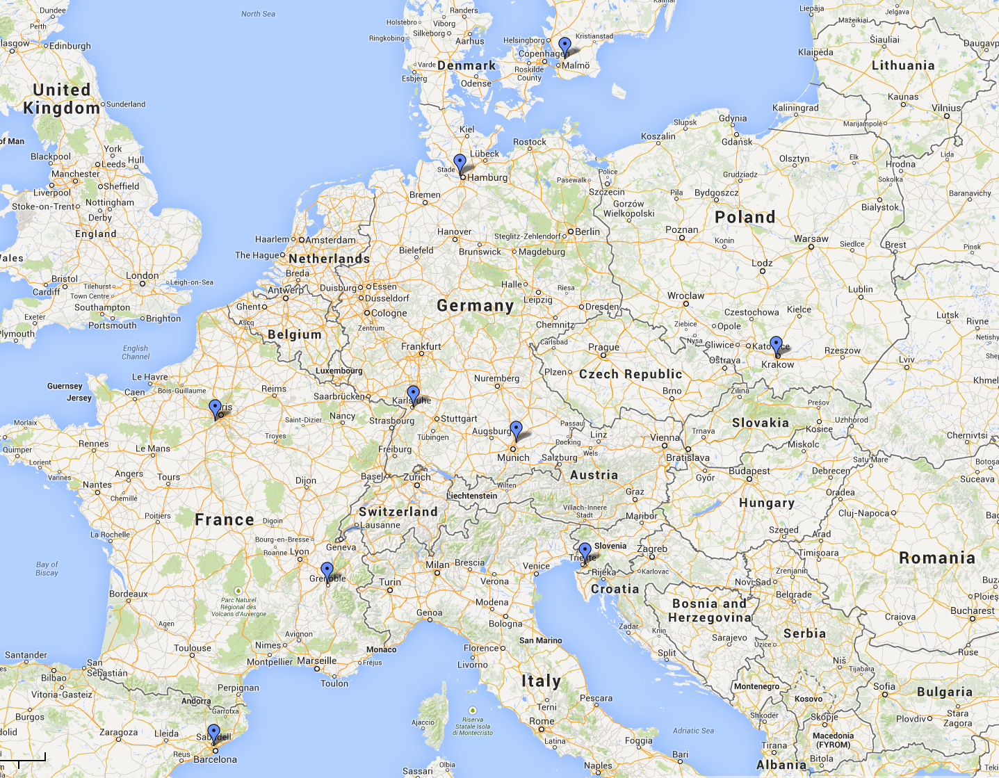 North Sea
Dundee
Perth
Edinburgh
United
Kingdom
Sunderland
York
Blackpool
Leeds
Hull
Manchester
Liverpool
Sheffield
Stoke-on-Trent
Nottingham
Derby
England
Bristol
London
Cardiff
Tilehurst
Leigh-on-Sea
Town Centre
Southampton
Exeter
Portsmouth
Brighton
English
Channel
Guernsey
Jersey
Holstebro
Randers
Viborg
Ringkobing
Silkeborg
Aarhus
Varde
Denmark
Esbjerg
Odense
Helsingborg
Kristianstad
Copenhagen
Malmö
Roskilde
County
Liepāja
Jelgava
Mažeikiai
Šiauliai
Klaipėda
Lithuania
Kaunas
Vilnius
Kaliningrad
Marijampolė
Lida
Kiel
Lübeck
Rostock
Stade
Hamburg
Pasewalk
Bremen
Hanover
Berlin
Steglitz-Zehlendorf
Bielefeld
Brunswick
Magdeburg
Haarlem
Amsterdam
The Hague
Netherlands
Breda
Antwerp
Duisburg
Essen
Dusseldorf
Cologne
Zentrum
Ghent
Ascq
Belgium
Luxembourg
Germany
Halle
Riesa
Leipzig
Dresden
Chemnitz
Frankfurt
Nuremberg
Saarbrücken
Karlsruhe
Strasbourg
Stuttgart
Tübingen
Augsburg
Munich
Freiburg
Passau
Pocking
Slupsk
Gdynia
Koszalin
Gdańsk
Police
Szczecin
Olsztyn
Elk
Grudziadz
Pila
Bydgoszcz
Gorzów
Wielkopolski
Poland
Hrodna
Sokolka
Baranavichy
Bialystok
Poznan
Konin
Warsaw
Siedlce
Brest
Pinsk
Lodz
Lublin
Wroclaw
Czestochowa
Kielce
Ziebice
Opole
Nysa
Gliwice
Krakow
Rzeszow
Lutsk
Rivne
Lviv
Carlsbad
Prague
Plzen
Czech Republic
Ostrava
Brno
Žilina
Prešov
Slovakia
Kosice
Uzhhorod
Trnava
Chernivtsi
Linz
Wels
Vienna
Bratislava
Salzburg
Austria
Graz
Villach-Innere
Stadt
Wilten
Liechtenstein
Basel
Zurich
Switzerland
Lausanne
Geneva
Le Havre
Caen
Bois-Guillaume
Reims
Nancy
Saint-Dizier
Troyes
Morlaix
Quimper
Rennes
Le Mans
Lorient
Vannes
Angers
Tours
Nantes
Chemillé
Dijon
France
Poitiers
Digoin
La Rochelle
Bourg-en-Bresse
Roanne
Lyon
Grenoble
Bay of
Biscay
Parc Naturel
Régional des
Volcans d'Auvergne
Bordeaux
Agen
Toulouse
Avignon
Nimes
Montpellier
Marseille
Toulon
Fréjus
Monaco
Perpignan
Santander
Bilbao
San
Sebastián
Vitoria-Gasteiz
Burgos
Andorra
Garrotxa
Zaragoza
Lleida
Reus
Barcelona
Turin
Milan
Brescia
Verona
Venice
Genoa
Modena
Bologna
San Marino
Florence
Livorno
Italy
Pescara
Terni
Rome
Latina
Foggia
Bari
Naples
Ajaccio
Riserva
Statale Isola
di Montecristo
Olbia
Sassari
Adriatic Sea
Trieste
Slovenia
Maribor
Zagreb
Rijeka
Karlovac
Croatia
Zadar
Knin
Split
Bosnia and
Herzegovina
Sarajevo
Miskolc
Győr
Budapest
Debrecen
Hungary
Szeged
Satu Mare
Oradea
Cluj-Napoca
Suceava
Arad
Timișoara
Romania
Craiova
Bucharest
Zrenjanin
Novi Sad
Belgrade
Serbia
Uzice
Niš
Montenegro
Kosovo
Tijabara
Sofia
Bulgaria
Ruse
Plovdiv
Stara
Zagora
Shkodër
Skopje
Macedonia
(FYROM)
Tirana
Bitola
Albania